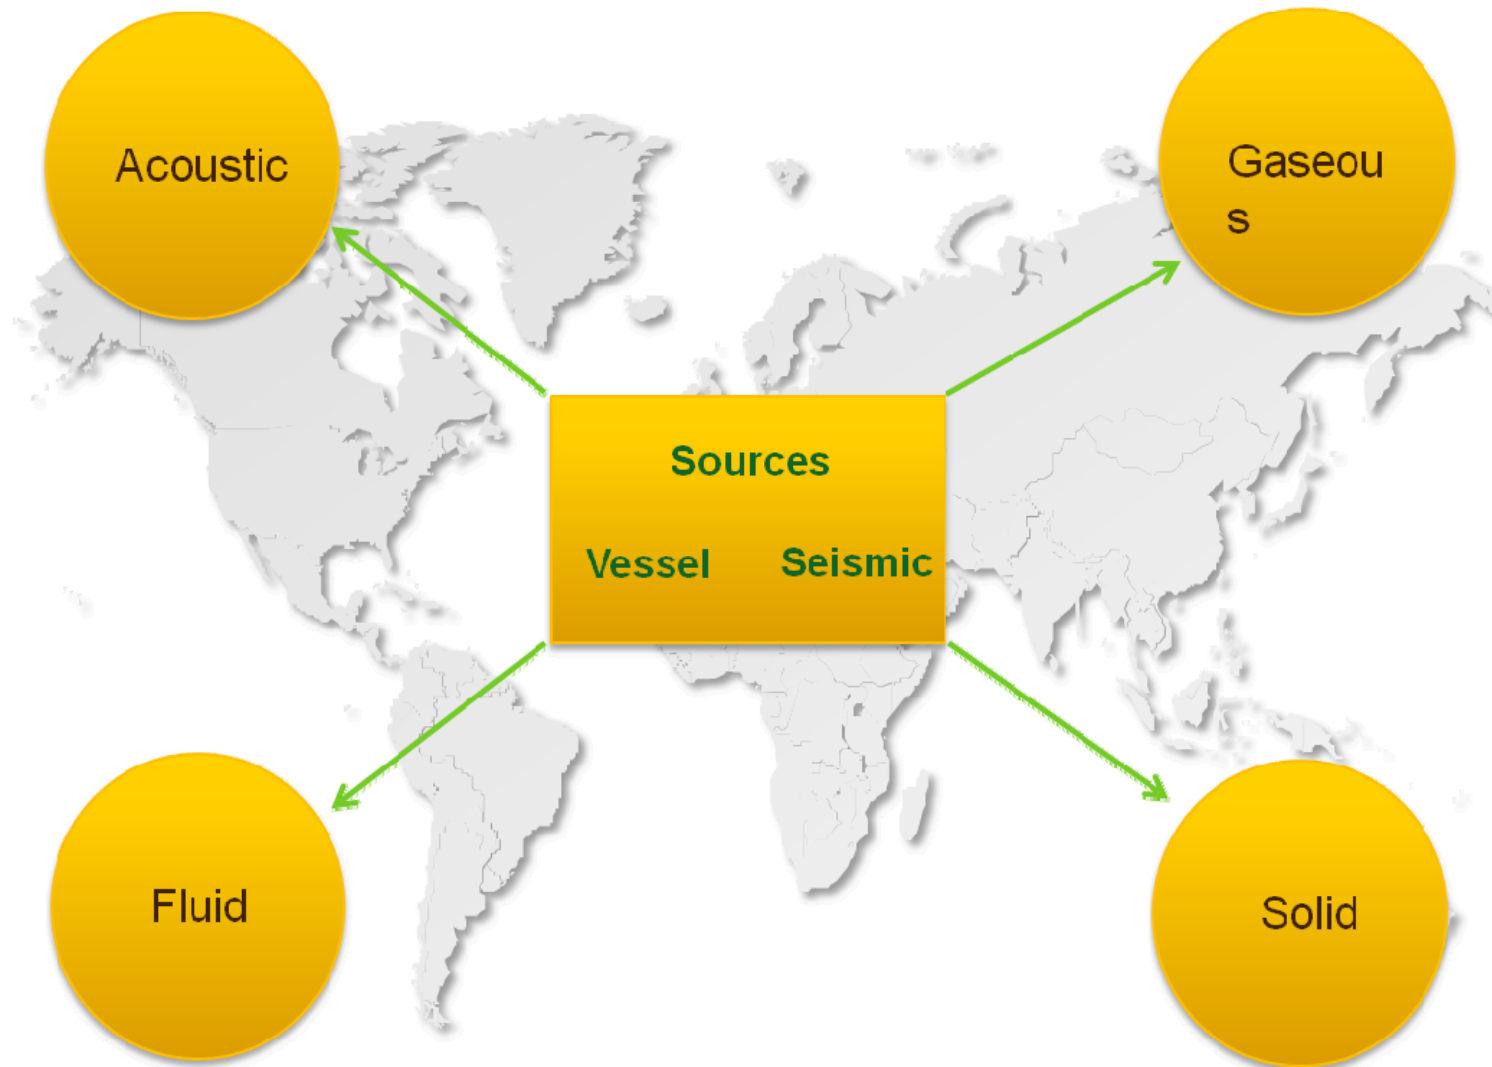 Acoustic
Gaseou
s
Sources
Vessel Seismic
Fluid
Solid